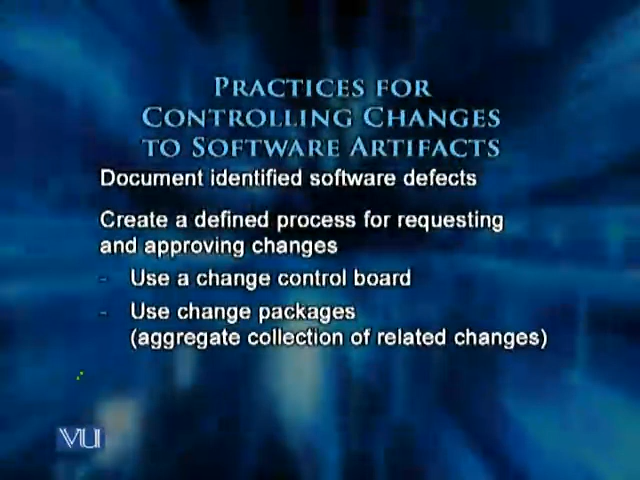 PRACTICES FOR
CONTROLLING CHANGES
TO SOFTWARE ARTIFACTS
Document identified software defects
Create a defined process for requesting
and approving changes
- Use a change control board
- Use change packages
(aggregate collection of related changes)
VU